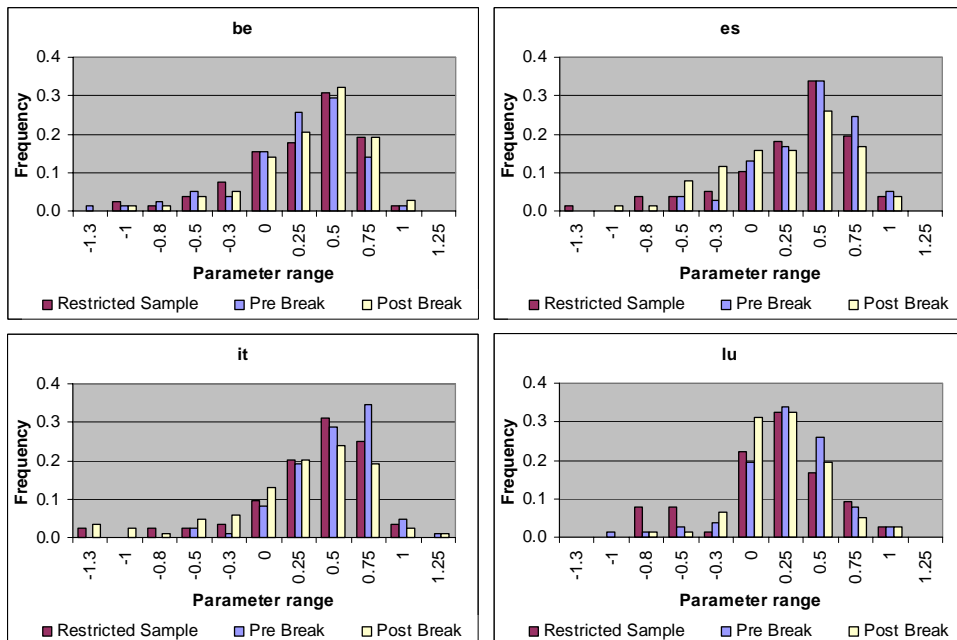 be
0.4
0.3
0.2
0.1
0.0
Frequency
-1.3 -1 -0.8 -0.5 -0.3 0 0.25 0.5 0.75 1 1.25
Parameter range
Restricted Sample Pre Break Post Break
es
0.4
0.3
0.2
0.1
0.0
Frequency
-1.3 -1 -0.8 -0.5 -0.3 0 0.25 0.5 0.75 1 1.25
Parameter range
Restricted Sample Pre Break Post Break
it
0.4
0.3
0.2
0.1
0.0
Frequency
-1.3 -1 -0.8 -0.5 -0.3 0 0.25 0.5 0.75 1 1.25
Parameter range
Restricted Sample Pre Break Post Break
lu
0.4
0.3
0.2
0.1
0.0
Frequency
-1.3 -1 -0.8 -0.5 -0.3 0 0.25 0.5 0.75 1 1.25
Parameter range
Restricted Sample Pre Break Post Break